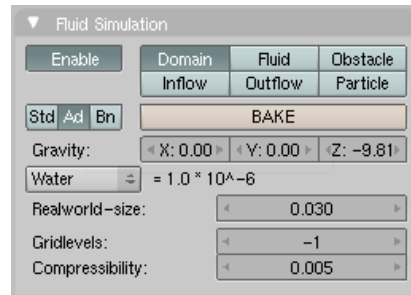 Fluid Simulation
Enable Domain Fluid Obstacle
Inflow Outflow Particle
Std Ad Bn BAKE
Gravity: X: 0.00 Y: 0.00 Z: -9.81
Water = 1.0 * 10^-6
Realworld-size: 0.030
Gridlevels: -1
Compressibility: 0.005